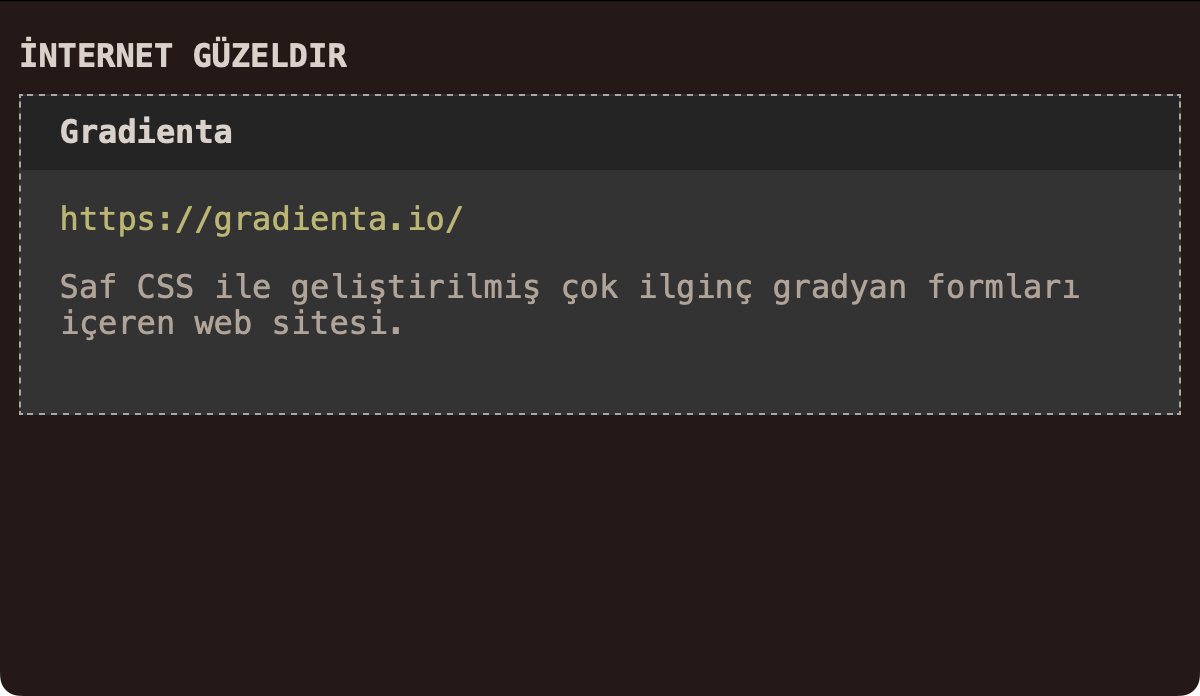 İNTERNET GÜZELDIR
Gradienta
https://gradienta.io/
Saf CSS ile geliştirilmiş çok ilginç gradyan formları
içeren web sitesi.